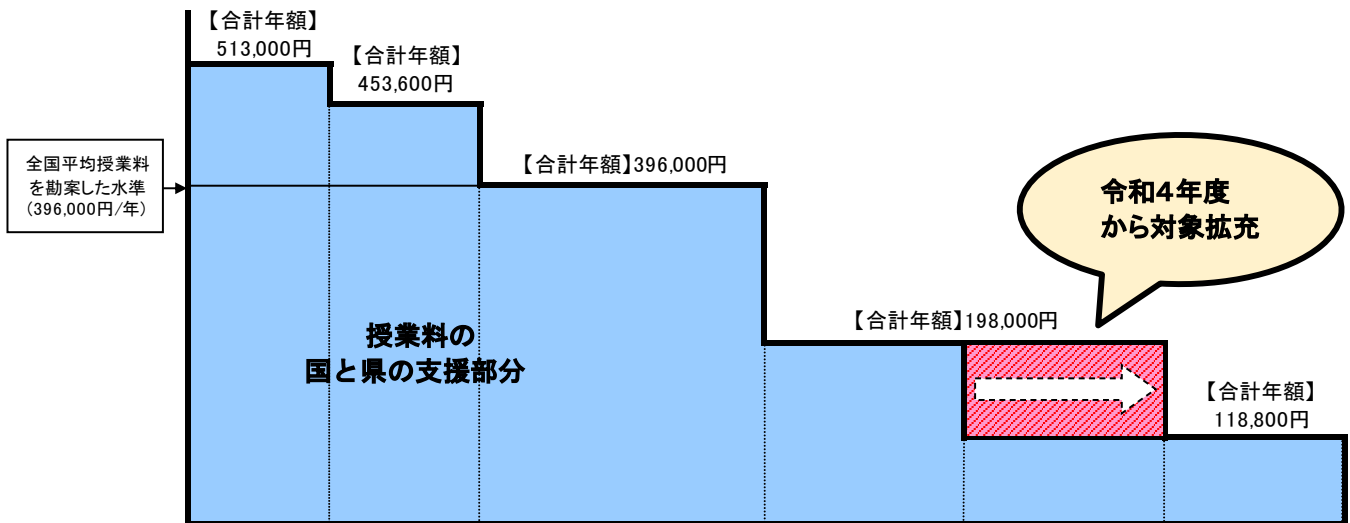 【合計年額】
513,000円
【合計年額】
453,600円
全国平均授業料
を勘案した水準
(396,000円/年)
【合計年額】396,000円
令和4年度
から対象拡充
【合計年額】198,000円
授業料の
国と県の支援部分
【合計年額】
118,800円